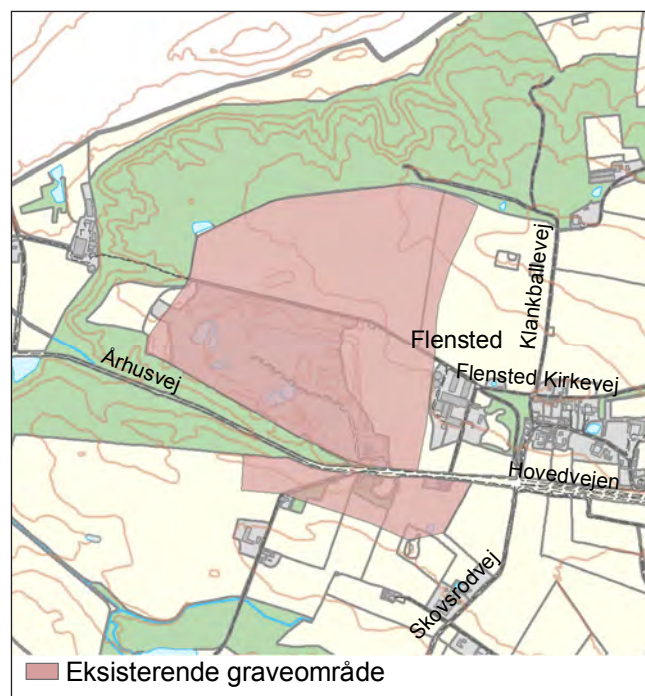 Klankballevej
Flensted
Flensted Kirkevej
Århusvej
Hovedvejen
Skovsrodvej
Eksisterende graveområde